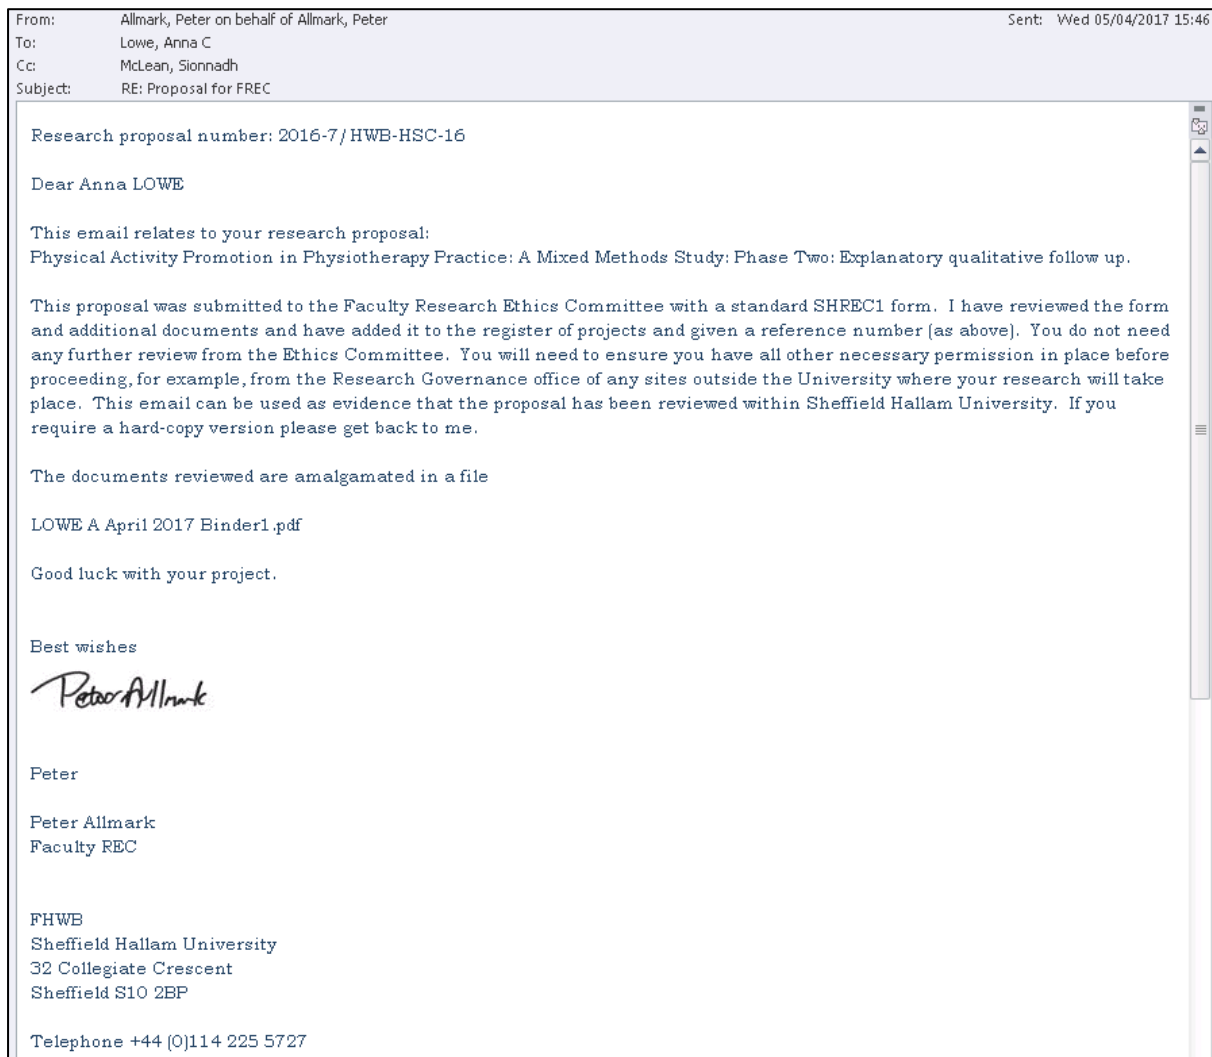 From: Allmark, Peter on behalf of Allmark, Peter Sent: Wed 05/04/2017 15:46
To: Lowe, Anna C
Cc: McLean, Sionnadh
Subject: RE: Proposal for FREC
Research proposal number: 2016-7/HWB-HSC-16
Dear Anna LOWE
This email relates to your research proposal:
Physical Activity Promotion in Physiotherapy Practice: A Mixed Methods Study: Phase Two: Explanatory qualitative follow up.
This proposal was submitted to the Faculty Research Ethics Committee with a standard SHREC1 form. I have reviewed the form
and additional documents and have added it to the register of projects and given a reference number (as above). You do not need
any further review from the Ethics Committee. You will need to ensure you have all other necessary permission in place before
proceeding, for example, from the Research Governance office of any sites outside the University where your research will take
place. This email can be used as evidence that the proposal has been reviewed within Sheffield Hallam University. If you
require a hard-copy version please get back to me.
The documents reviewed are amalgamated in a file
LOWE A April 2017 Binder1.pdf
Good luck with your project.
Best wishes
Peter Allmark
Peter
Peter Allmark
Faculty REC
FHWB
Sheffield Hallam University
32 Collegiate Crescent
Sheffield S10 2BP
Telephone +44 (0)114 225 5727